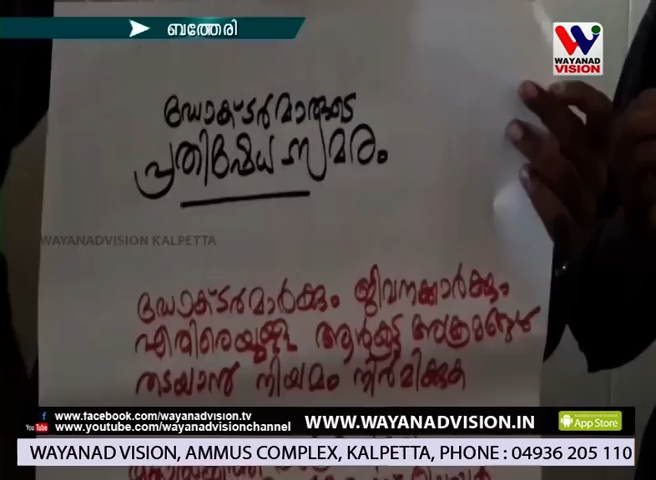 ബത്തേരി
WAYANAD
VISION
ഡോക്ടർമാരുടെ
പ്രതിഷേധ സമരം
WAYANADVISION KALPETTA
ഡോക്ടർമാർക്കും ജീവനക്കാർക്കും
എതിരെയുള്ള ആൾക്കൂട്ട അക്രമങ്ങൾ
തടയാൻ നിയമം നിർമിക്കുക
www.facebook.com/wayanadvision.tv
You Tube www.youtube.com/wayanadvisionchannel
WWW.WAYANADVISION.IN
App Store
WAYANAD VISION, AMMUS COMPLEX, KALPETTA, PHONE : 04936 205 110